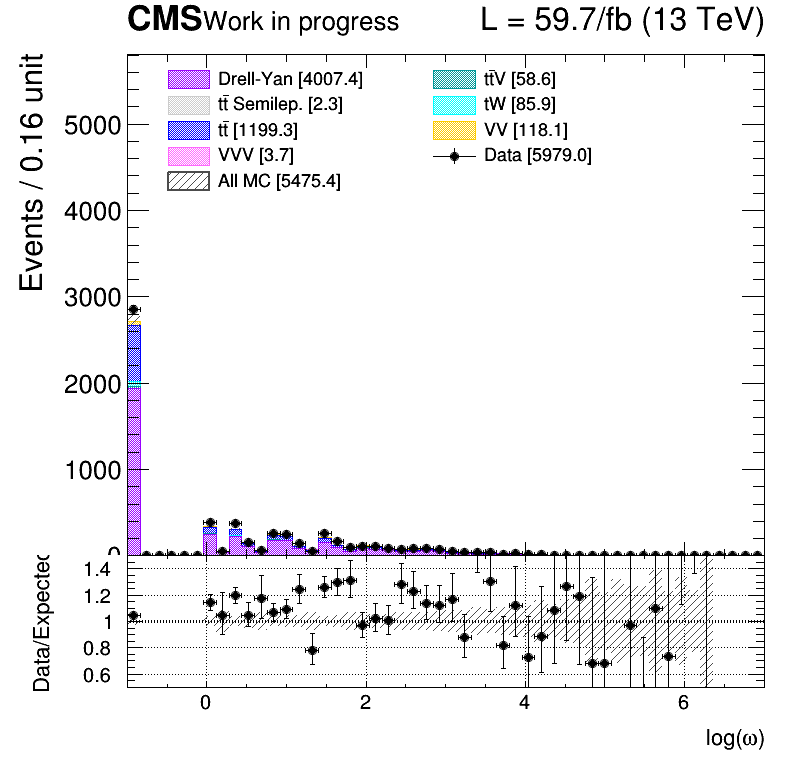 CMS Work in progress L = 59.7/fb (13 TeV)
Events / 0.16 unit
Drell-Yan [4007.4]
tt̄ Semilep. [2.3]
tt̄ [1199.3]
VVV [3.7]
All MC [5475.4]
tt̄V [58.6]
tW [85.9]
VV [118.1]
Data [5979.0]
5000
4000
3000
2000
1000
0
Data/Expected
1.4
1.2
1
0.8
0.6
0 2 4 6
log(ω)